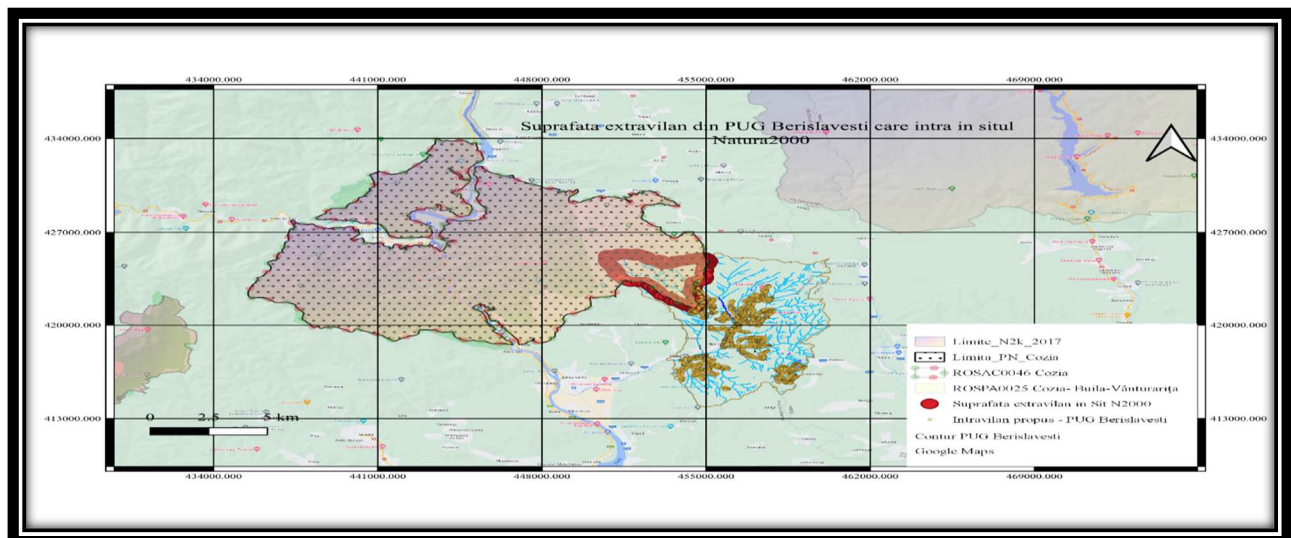 434000.000 441000.000 448000.000 455000.000 462000.000 469000.000
Suprafata extravilan din PUG Berislavesti care intra in situl
Natura2000
434000.000 434000.000
427000.000 427000.000
420000.000 420000.000
413000.000 413000.000
0 2.5 5 km
Limite_N2k_2017
Limita_PN_Cozia
ROSAC0046 Cozia
ROSPA0025 Cozia- Buila-Vânturarița
Suprafata extravilan in Sit N2000
Intravilan propus - PUG Berislavesti
Contur PUG Berislavesti
Google Maps
434000.000 441000.000 448000.000 455000.000 462000.000 469000.000